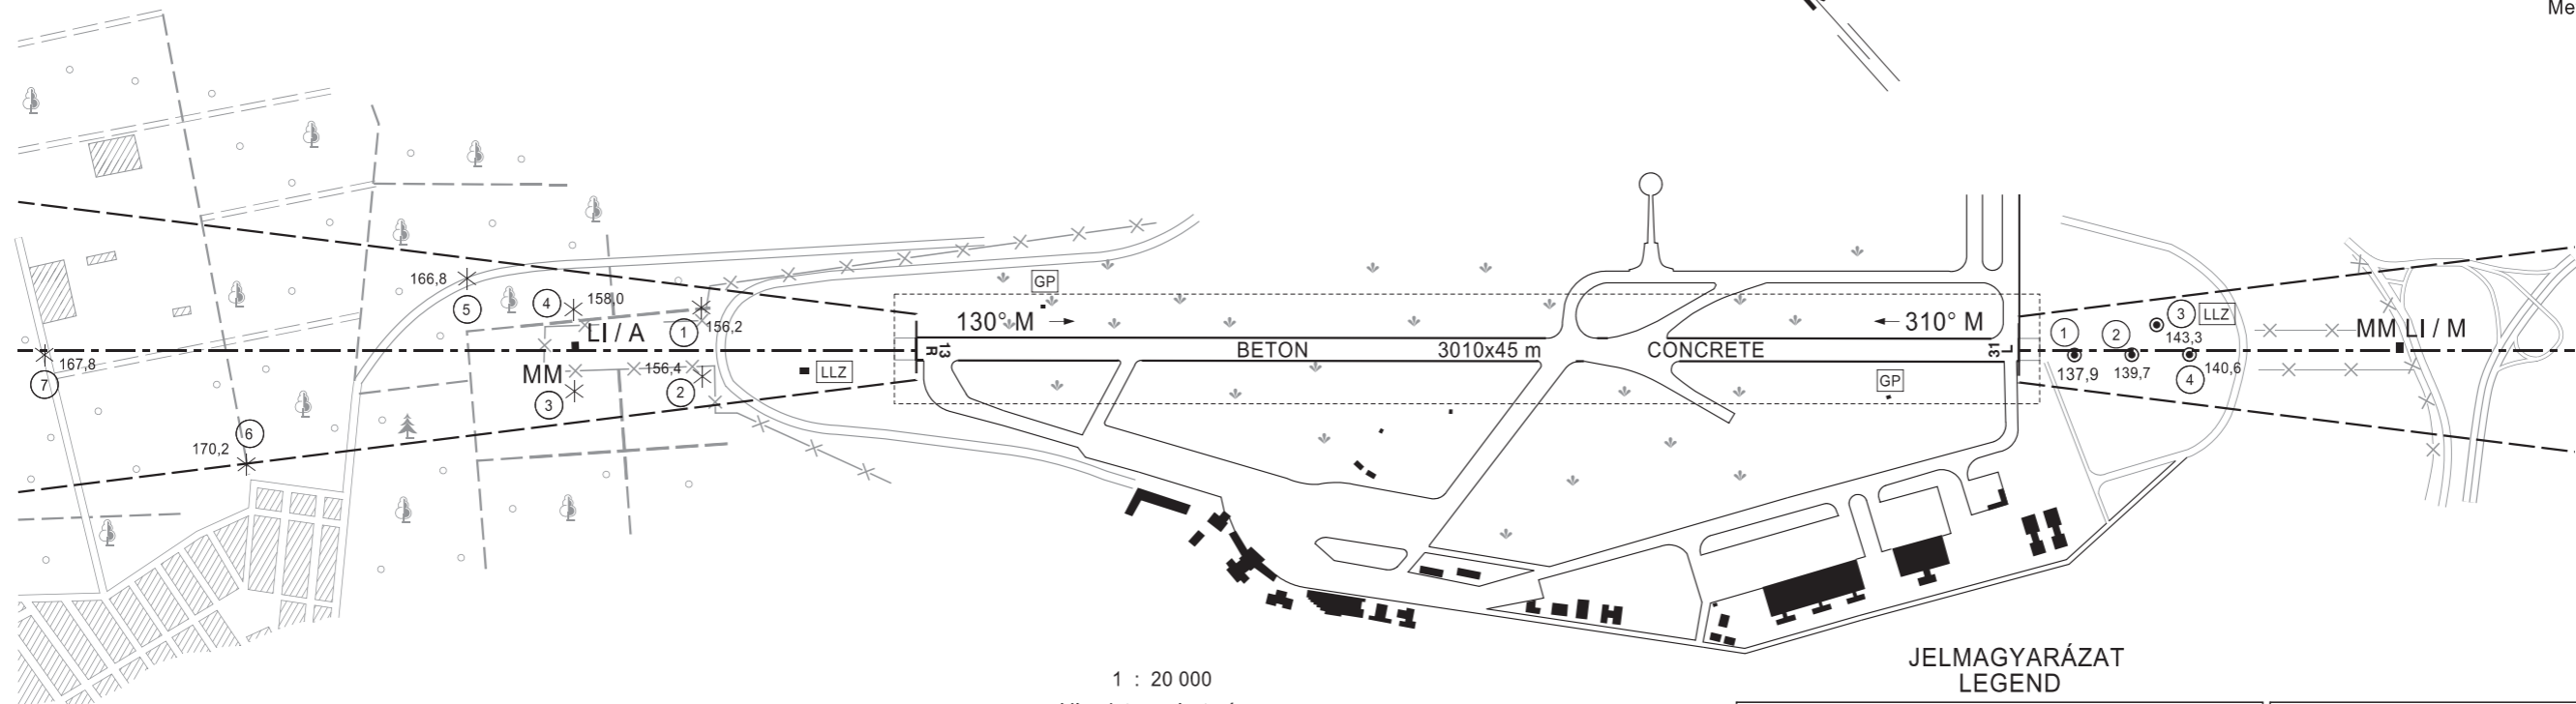 Me
166,8
5
4
158,0
LI / A
1
156,2
167,8
7
MM
3
156,4
2
LLZ
6
170,2
GP
130° M
13
R
BETON
3010x45 m
CONCRETE
310° M
31
L
GP
1
137,9
2
139,7
3
143,3
LLZ
4
140,6
MM LI / M
1 : 20 000
JELMAGYARÁZAT
LEGEND